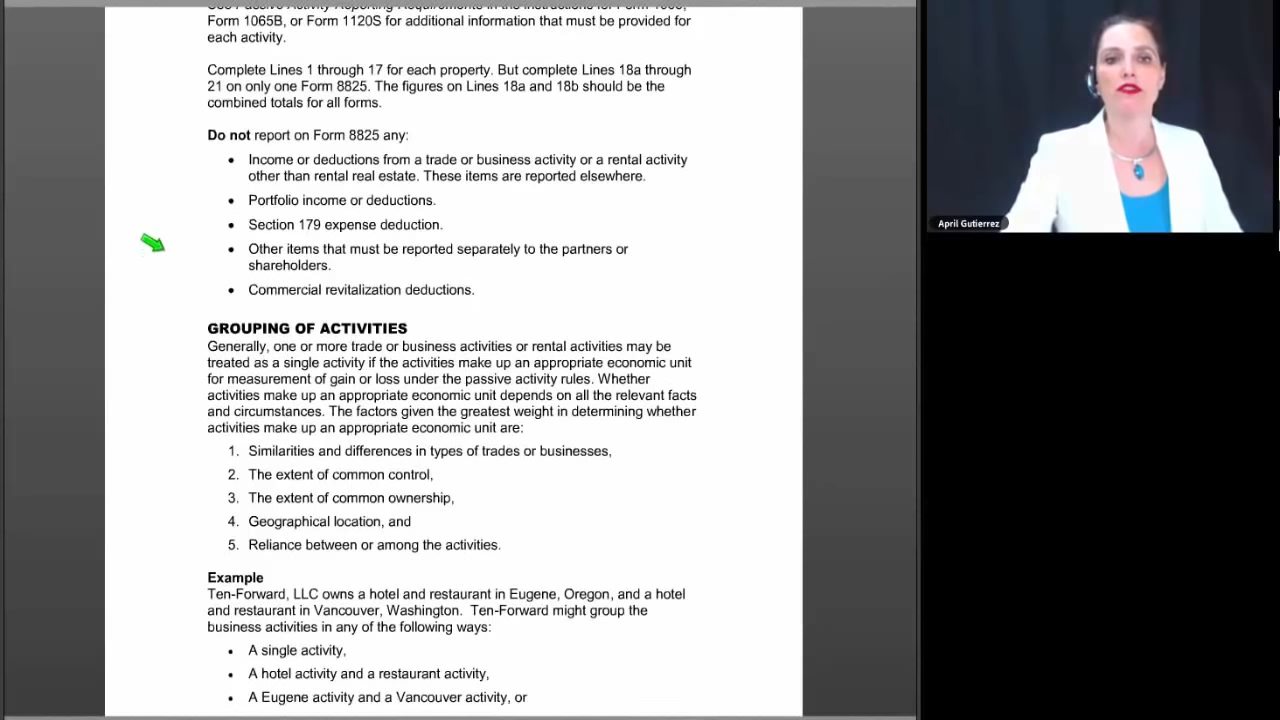 Use Passive Activity Reporting Requirements in the instructions for Form 1065,
Form 1065B, or Form 1120S for additional information that must be provided for
each activity.
Complete Lines 1 through 17 for each property. But complete Lines 18a through
21 on only one Form 8825. The figures on Lines 18a and 18b should be the
combined totals for all forms.
Do not report on Form 8825 any:
• Income or deductions from a trade or business activity or a rental activity
other than rental real estate. These items are reported elsewhere.
• Portfolio income or deductions.
• Section 179 expense deduction.
• Other items that must be reported separately to the partners or
shareholders.
• Commercial revitalization deductions.
GROUPING OF ACTIVITIES
Generally, one or more trade or business activities or rental activities may be
treated as a single activity if the activities make up an appropriate economic unit
for measurement of gain or loss under the passive activity rules. Whether
activities make up an appropriate economic unit depends on all the relevant facts
and circumstances. The factors given the greatest weight in determining whether
activities make up an appropriate economic unit are:
1. Similarities and differences in types of trades or businesses,
2. The extent of common control,
3. The extent of common ownership,
4. Geographical location, and
5. Reliance between or among the activities.
Example
Ten-Forward, LLC owns a hotel and restaurant in Eugene, Oregon, and a hotel
and restaurant in Vancouver, Washington. Ten-Forward might group the
business activities in any of the following ways:
• A single activity,
• A hotel activity and a restaurant activity,
• A Eugene activity and a Vancouver activity, or
April Gutierrez